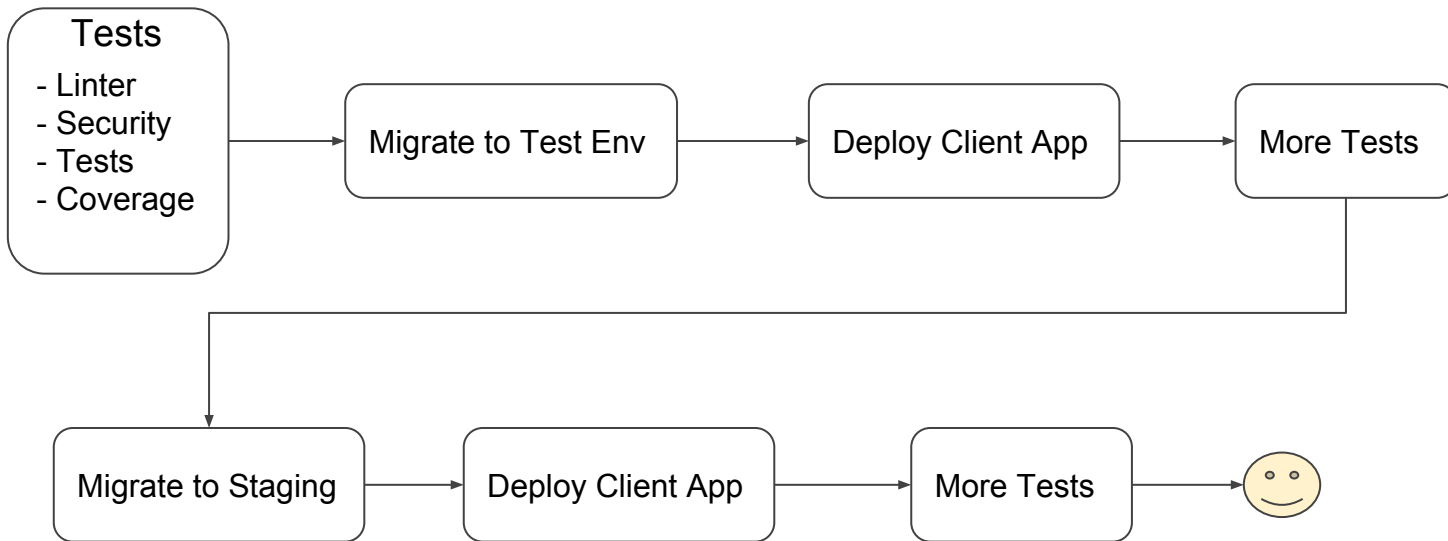 Tests
- Linter
- Security
- Tests
- Coverage
Migrate to Test Env
Deploy Client App
More Tests
Migrate to Staging
Deploy Client App
More Tests